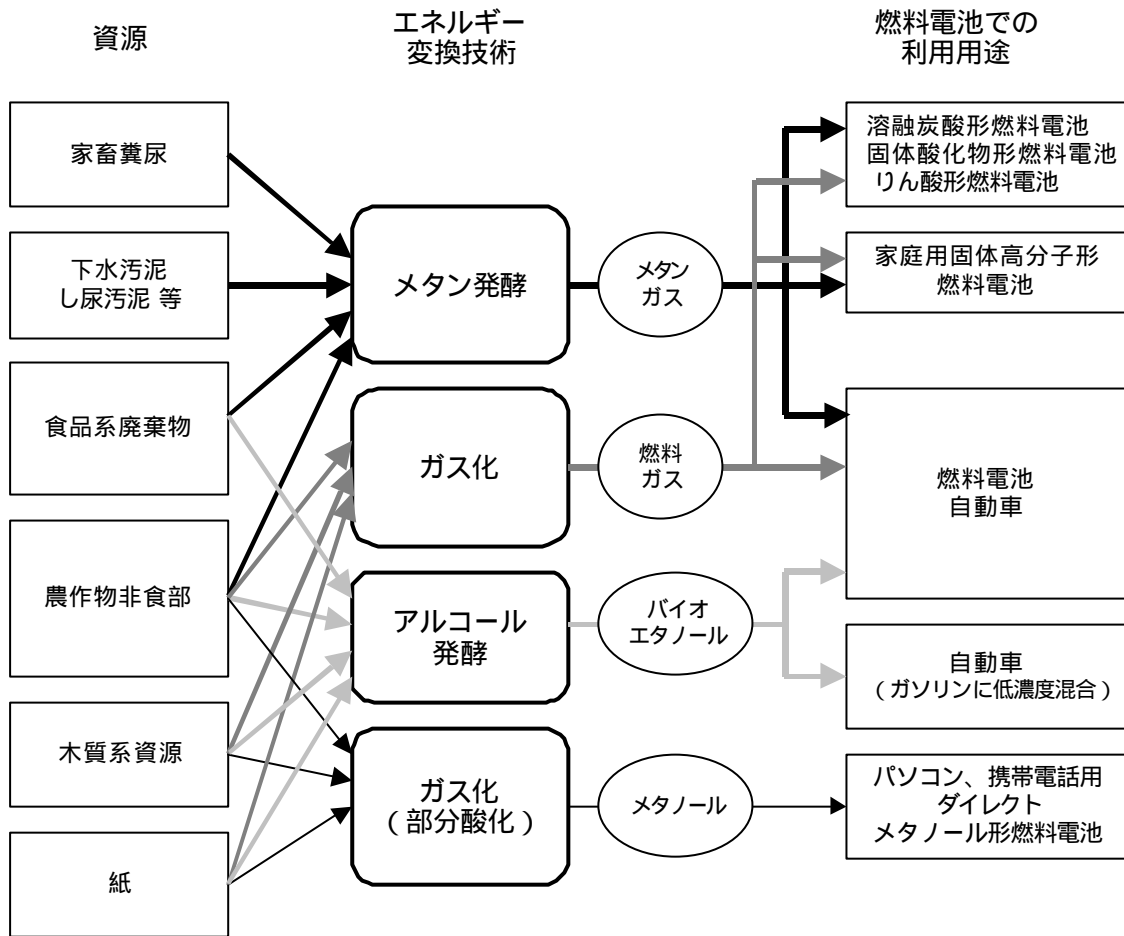 資源
エネルギー
変換技術
燃料電池での
利用用途
家畜糞尿
下水汚泥
し尿汚泥 等
食品系廃棄物
農作物非食部
木質系資源
紙
メタン発酵
ガス化
アルコール
発酵
ガス化
（部分酸化）
メタン
ガス
燃料
ガス
バイオ
エタノール
メタノール
溶融炭酸形燃料電池
固体酸化物形燃料電池
りん酸形燃料電池
家庭用固体高分子形
燃料電池
燃料電池
自動車
自動車
（ガソリンに低濃度混合）
パソコン、携帯電話用
ダイレクト
メタノール形燃料電池